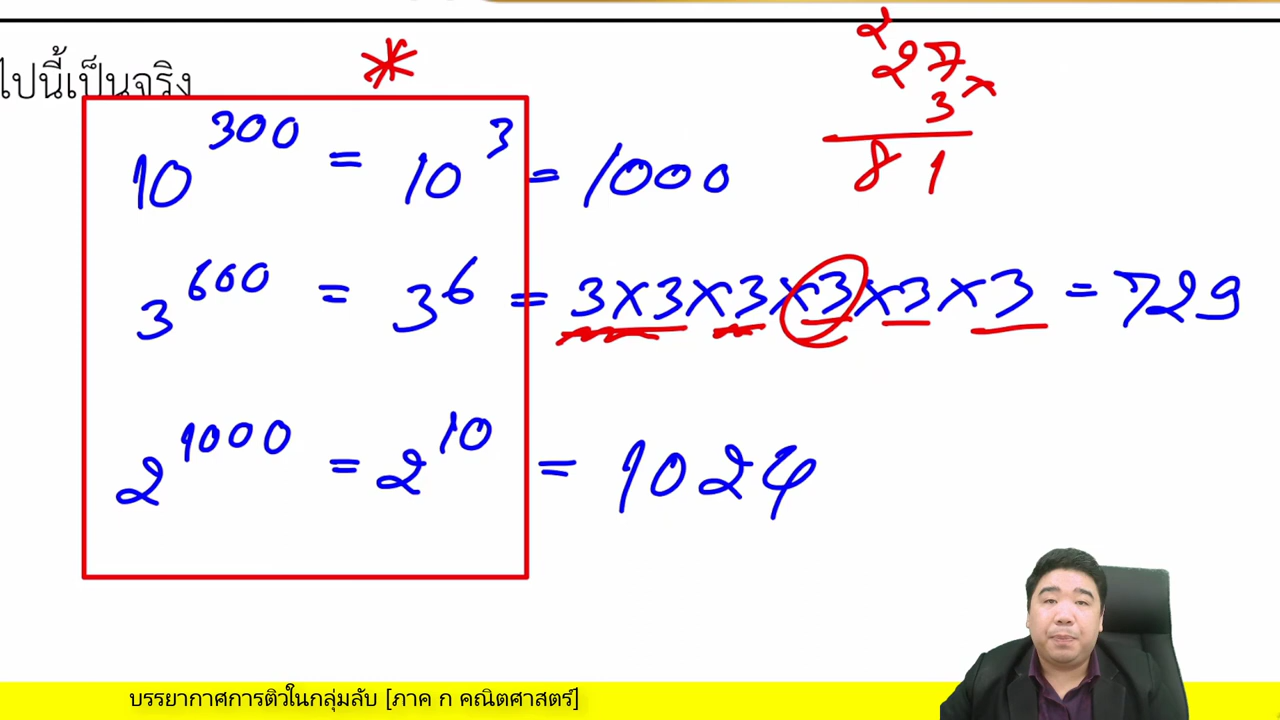 ไปนี้เป็นจริง
*
10^300 = 10^3 = 1000
2
27
3 ×
81
3^600 = 3^6 = 3×3×3×3×3×3 = 729
2^1000 = 2^10 = 1024
บรรยากาศการติวในกลุ่มลับ [ภาค ก คณิตศาสตร์]